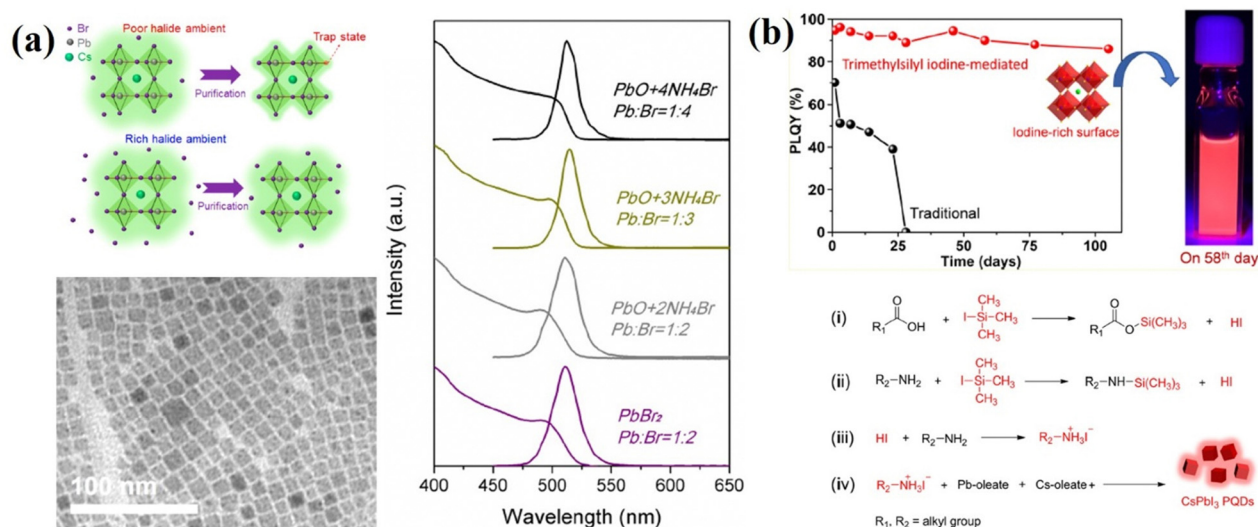 (a)
Br
Pb
Cs
Poor halide ambient
Trap state
Purification
Rich halide ambient
Purification
100 nm
Intensity (a.u.)
PbO+4NH₄Br
Pb:Br=1:4
PbO+3NH₄Br
Pb:Br=1:3
PbO+2NH₄Br
Pb:Br=1:2
PbBr₂
Pb:Br=1:2
400 450 500 550 600 650
Wavelength (nm)
(b)
PLQY (%)
100
80
60
40
20
0
Trimethylsilyl iodine-mediated
Iodine-rich surface
Traditional
0 25 50 75 100
Time (days)
On 58th day
(i) R₁ O OH + I-Si(CH₃)₃ CH₃ CH₃ CH₃ → R₁ O O Si(CH₃)₃ + HI
(ii) R₂–NH₂ + I-Si CH₃ CH₃ CH₃ → R₂–NH–Si(CH₃)₃ + HI
(iii) HI + R₂–NH₂ → R₂–N⁺H₃I⁻
(iv) R₂–N⁺H₃I⁻ + Pb-oleate + Cs-oleate+ → CsPbI₃ PQDs
R₁, R₂ = alkyl group